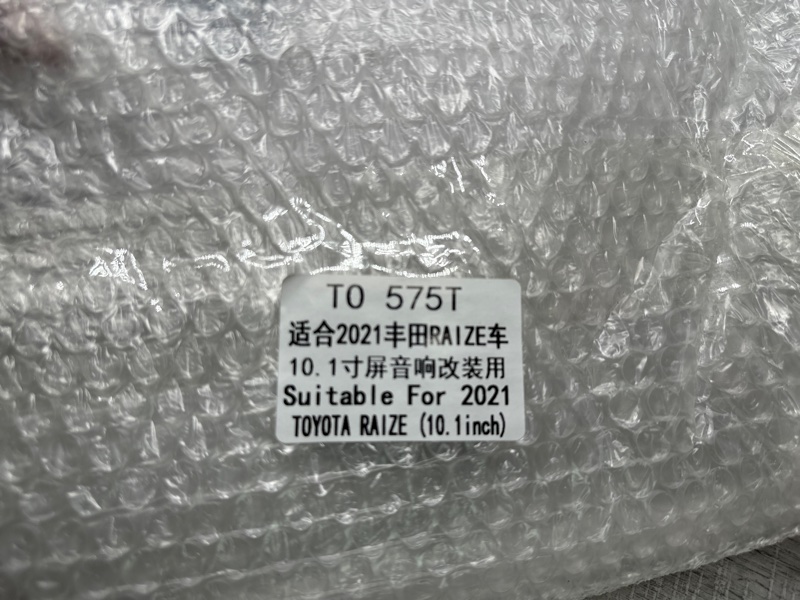 TO 575T
适合2021丰田RAIZE车
10.1寸屏音响改装用
Suitable For 2021
TOYOTA RAIZE (10.1inch)